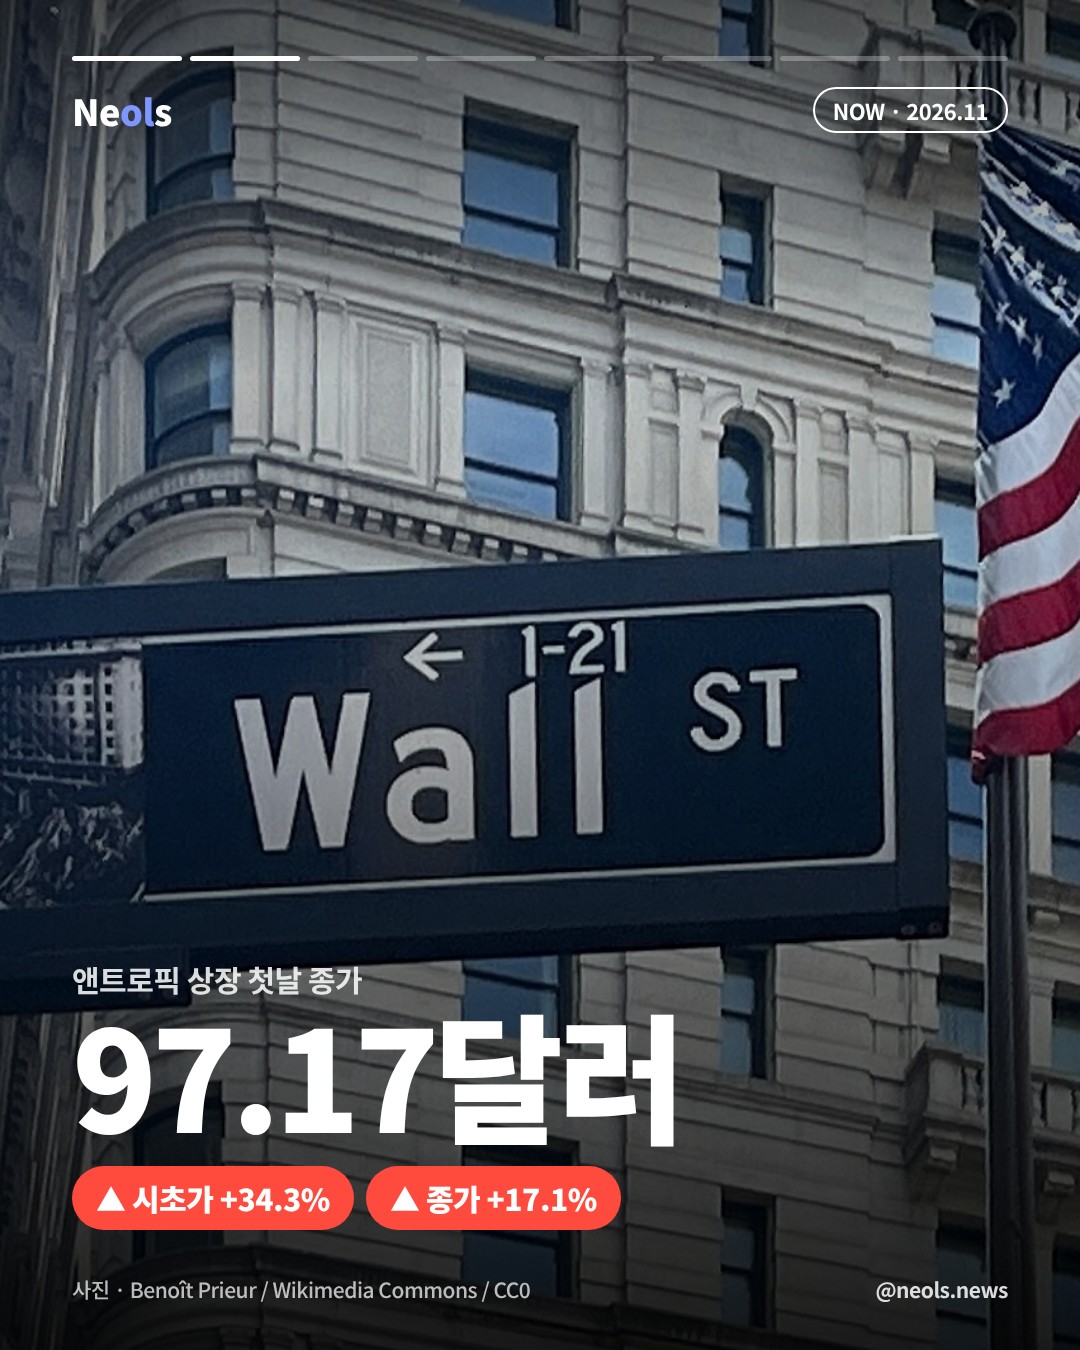 Neols
NOW · 2026.11
← 1-21
Wall ST
앤트로픽 상장 첫날 종가
97.17달러
▲ 시초가 +34.3%
▲ 종가 +17.1%
사진 · Benoît Prieur / Wikimedia Commons / CC0
@neols.news